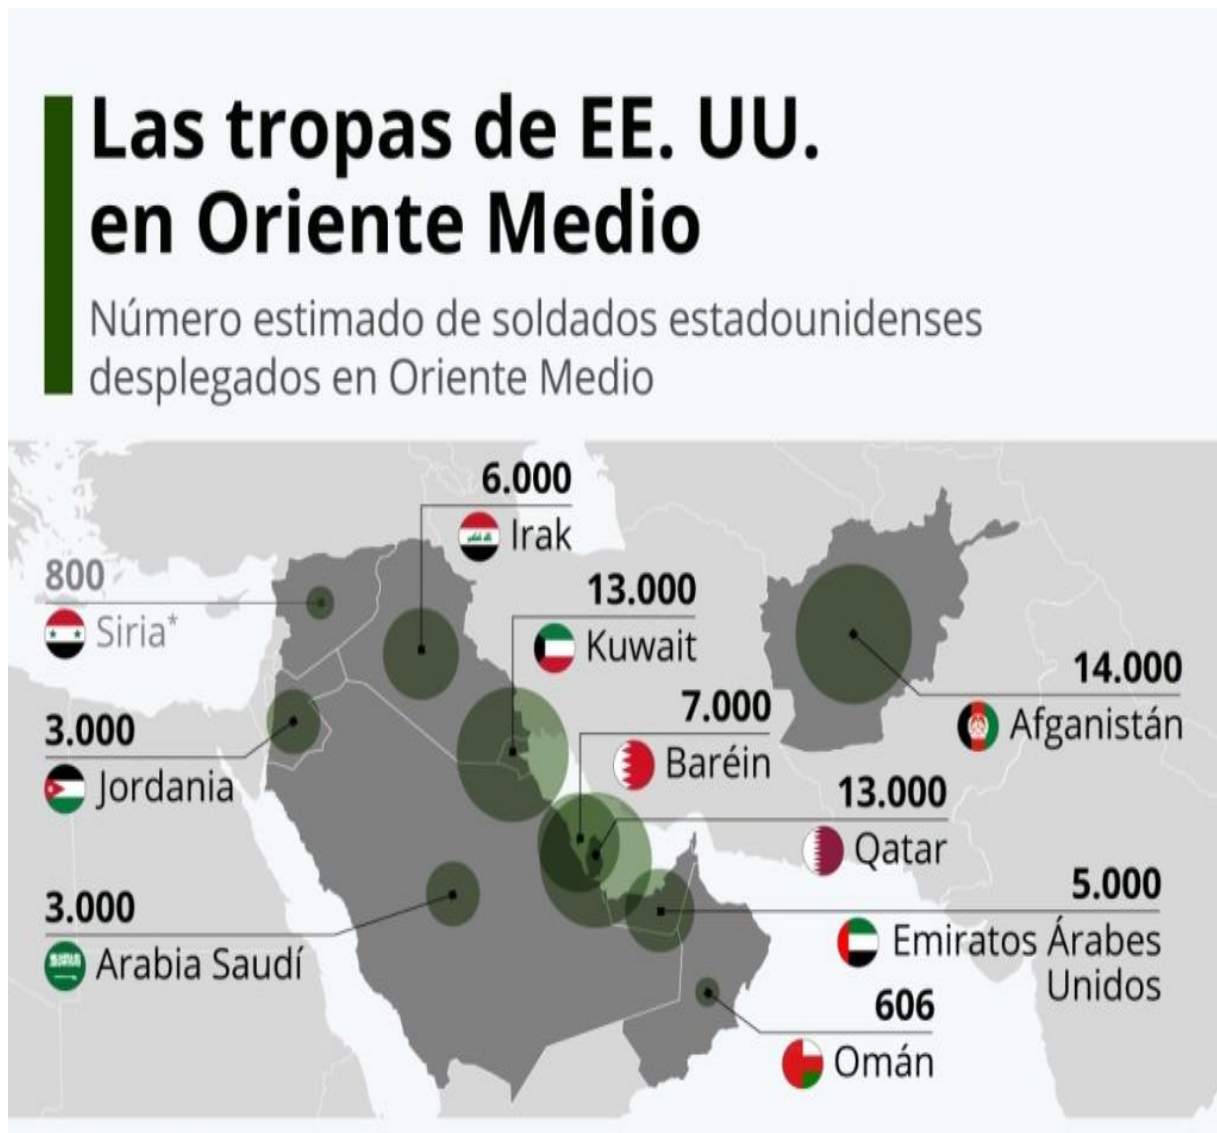 Las tropas de EE. UU.
en Oriente Medio
Número estimado de soldados estadounidenses
desplegados en Oriente Medio
6.000
Irak
800
Siria*
13.000
Kuwait
14.000
Afganistán
3.000
Jordania
7.000
Baréin
13.000
Qatar
3.000
Arabia Saudí
5.000
Emiratos Árabes
Unidos
606
Omán